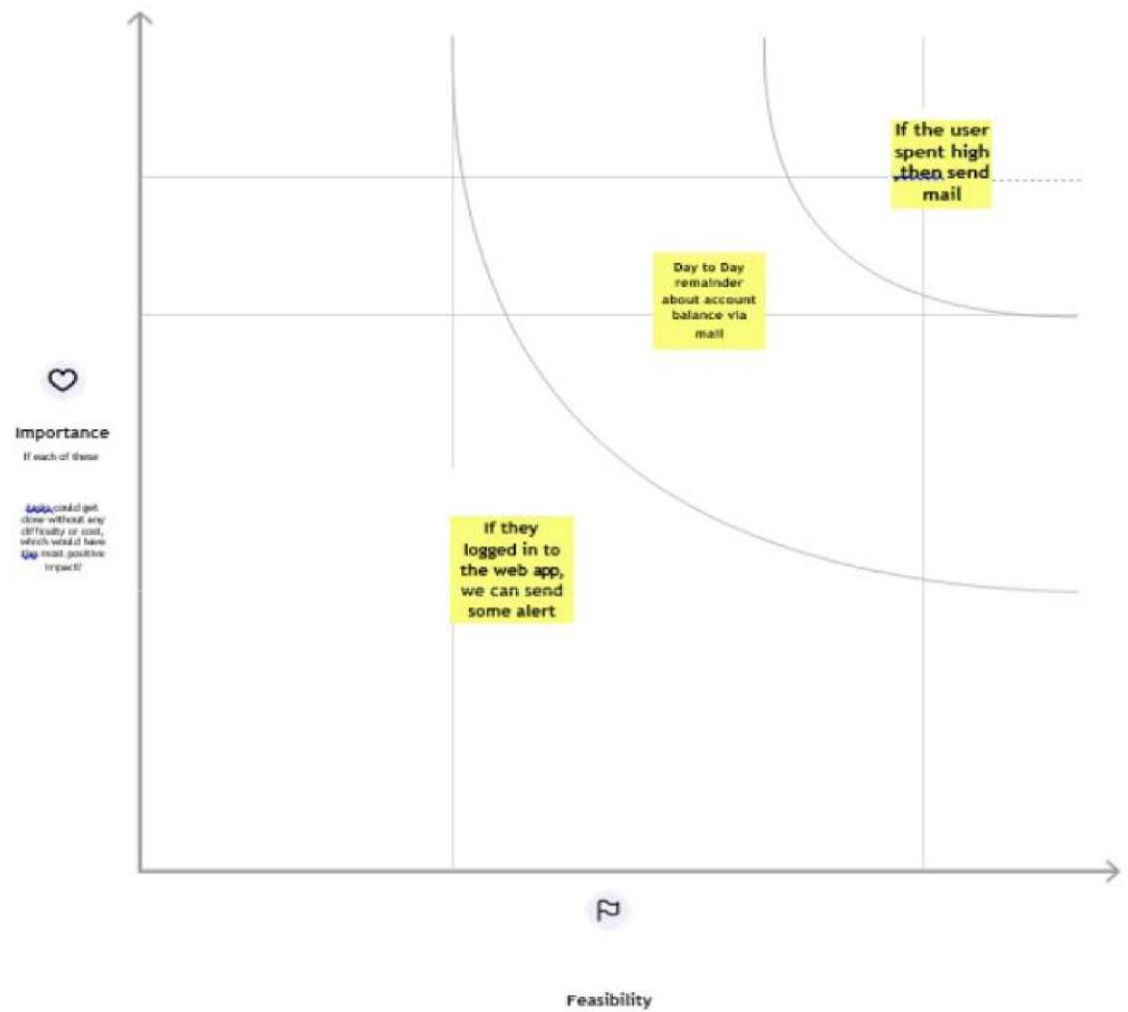 If the user
spent high
,then send
mail
Day to Day
remainder
about account
balance via
mail
Importance
If each of these
tasks could get
done without any
difficulty or cost,
which would have
the most positive
impact?
If they
logged in to
the web app,
we can send
some alert
Feasibility